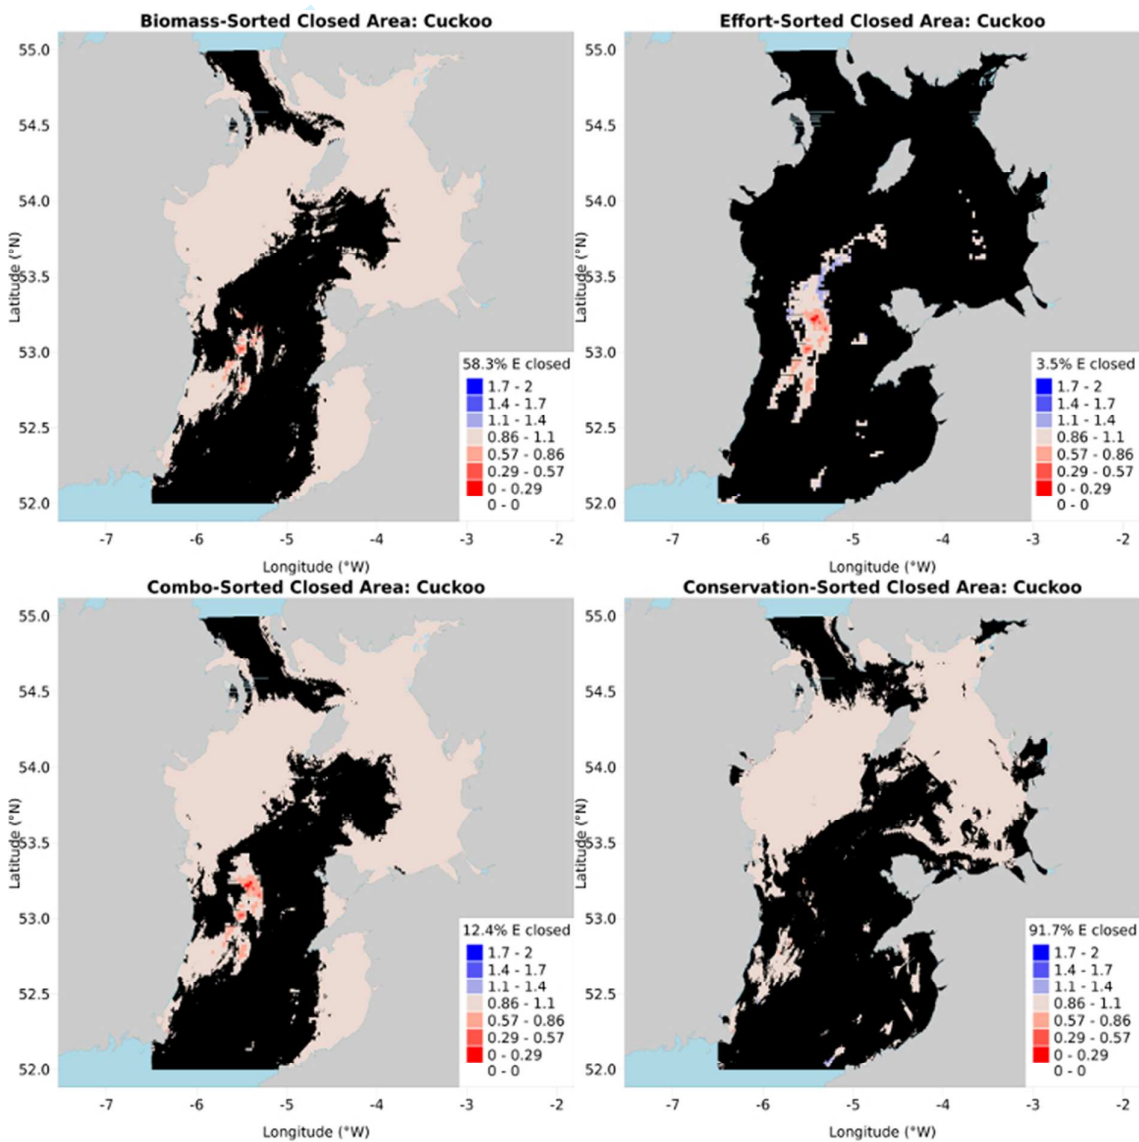 Biomass-Sorted Closed Area: Cuckoo
55.0
54.5
54.0
53.5
53.0
52.5
52.0
Latitude (°N)
58.3% E closed
1.7 - 2
1.4 - 1.7
1.1 - 1.4
0.86 - 1.1
0.57 - 0.86
0.29 - 0.57
0 - 0.29
0 - 0
-7 -6 -5 -4 -3 -2
Longitude (°W)
Effort-Sorted Closed Area: Cuckoo
55.0
54.5
54.0
53.5
53.0
52.5
52.0
Latitude (°N)
3.5% E closed
1.7 - 2
1.4 - 1.7
1.1 - 1.4
0.86 - 1.1
0.57 - 0.86
0.29 - 0.57
0 - 0.29
0 - 0
-7 -6 -5 -4 -3 -2
Longitude (°W)
Combo-Sorted Closed Area: Cuckoo
55.0
54.5
54.0
53.5
53.0
52.5
52.0
Latitude (°N)
12.4% E closed
1.7 - 2
1.4 - 1.7
1.1 - 1.4
0.86 - 1.1
0.57 - 0.86
0.29 - 0.57
0 - 0.29
0 - 0
-7 -6 -5 -4 -3 -2
Longitude (°W)
Conservation-Sorted Closed Area: Cuckoo
55.0
54.5
54.0
53.5
53.0
52.5
52.0
Latitude (°N)
91.7% E closed
1.7 - 2
1.4 - 1.7
1.1 - 1.4
0.86 - 1.1
0.57 - 0.86
0.29 - 0.57
0 - 0.29
0 - 0
-7 -6 -5 -4 -3 -2
Longitude (°W)